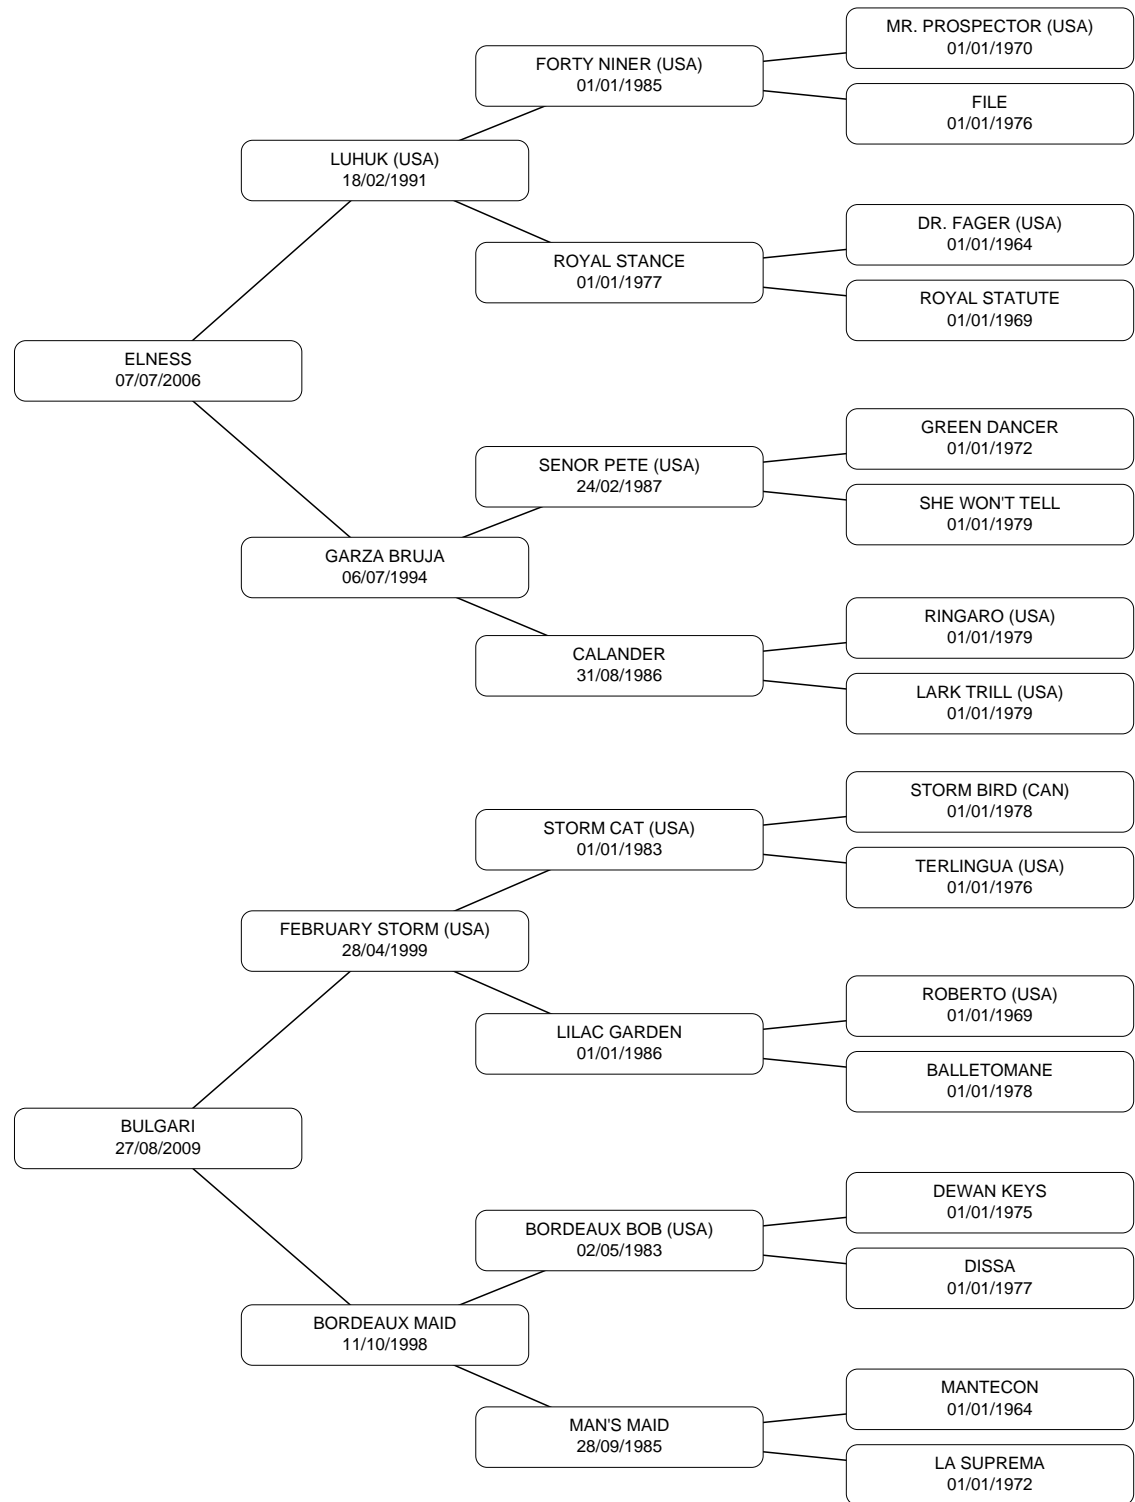 MR. PROSPECTOR (USA)
01/01/1970
FORTY NINER (USA)
01/01/1985
FILE
01/01/1976
LUHUK (USA)
18/02/1991
DR. FAGER (USA)
01/01/1964
ROYAL STANCE
01/01/1977
ROYAL STATUTE
01/01/1969
ELNESS
07/07/2006
GREEN DANCER
01/01/1972
SENOR PETE (USA)
24/02/1987
SHE WON'T TELL
01/01/1979
GARZA BRUJA
06/07/1994
RINGARO (USA)
01/01/1979
CALANDER
31/08/1986
LARK TRILL (USA)
01/01/1979
STORM BIRD (CAN)
01/01/1978
STORM CAT (USA)
01/01/1983
TERLINGUA (USA)
01/01/1976
FEBRUARY STORM (USA)
28/04/1999
ROBERTO (USA)
01/01/1969
LILAC GARDEN
01/01/1986
BALLETOMANE
01/01/1978
BULGARI
27/08/2009
DEWAN KEYS
01/01/1975
BORDEAUX BOB (USA)
02/05/1983
DISSA
01/01/1977
BORDEAUX MAID
11/10/1998
MANTECON
01/01/1964
MAN'S MAID
28/09/1985
LA SUPREMA
01/01/1972